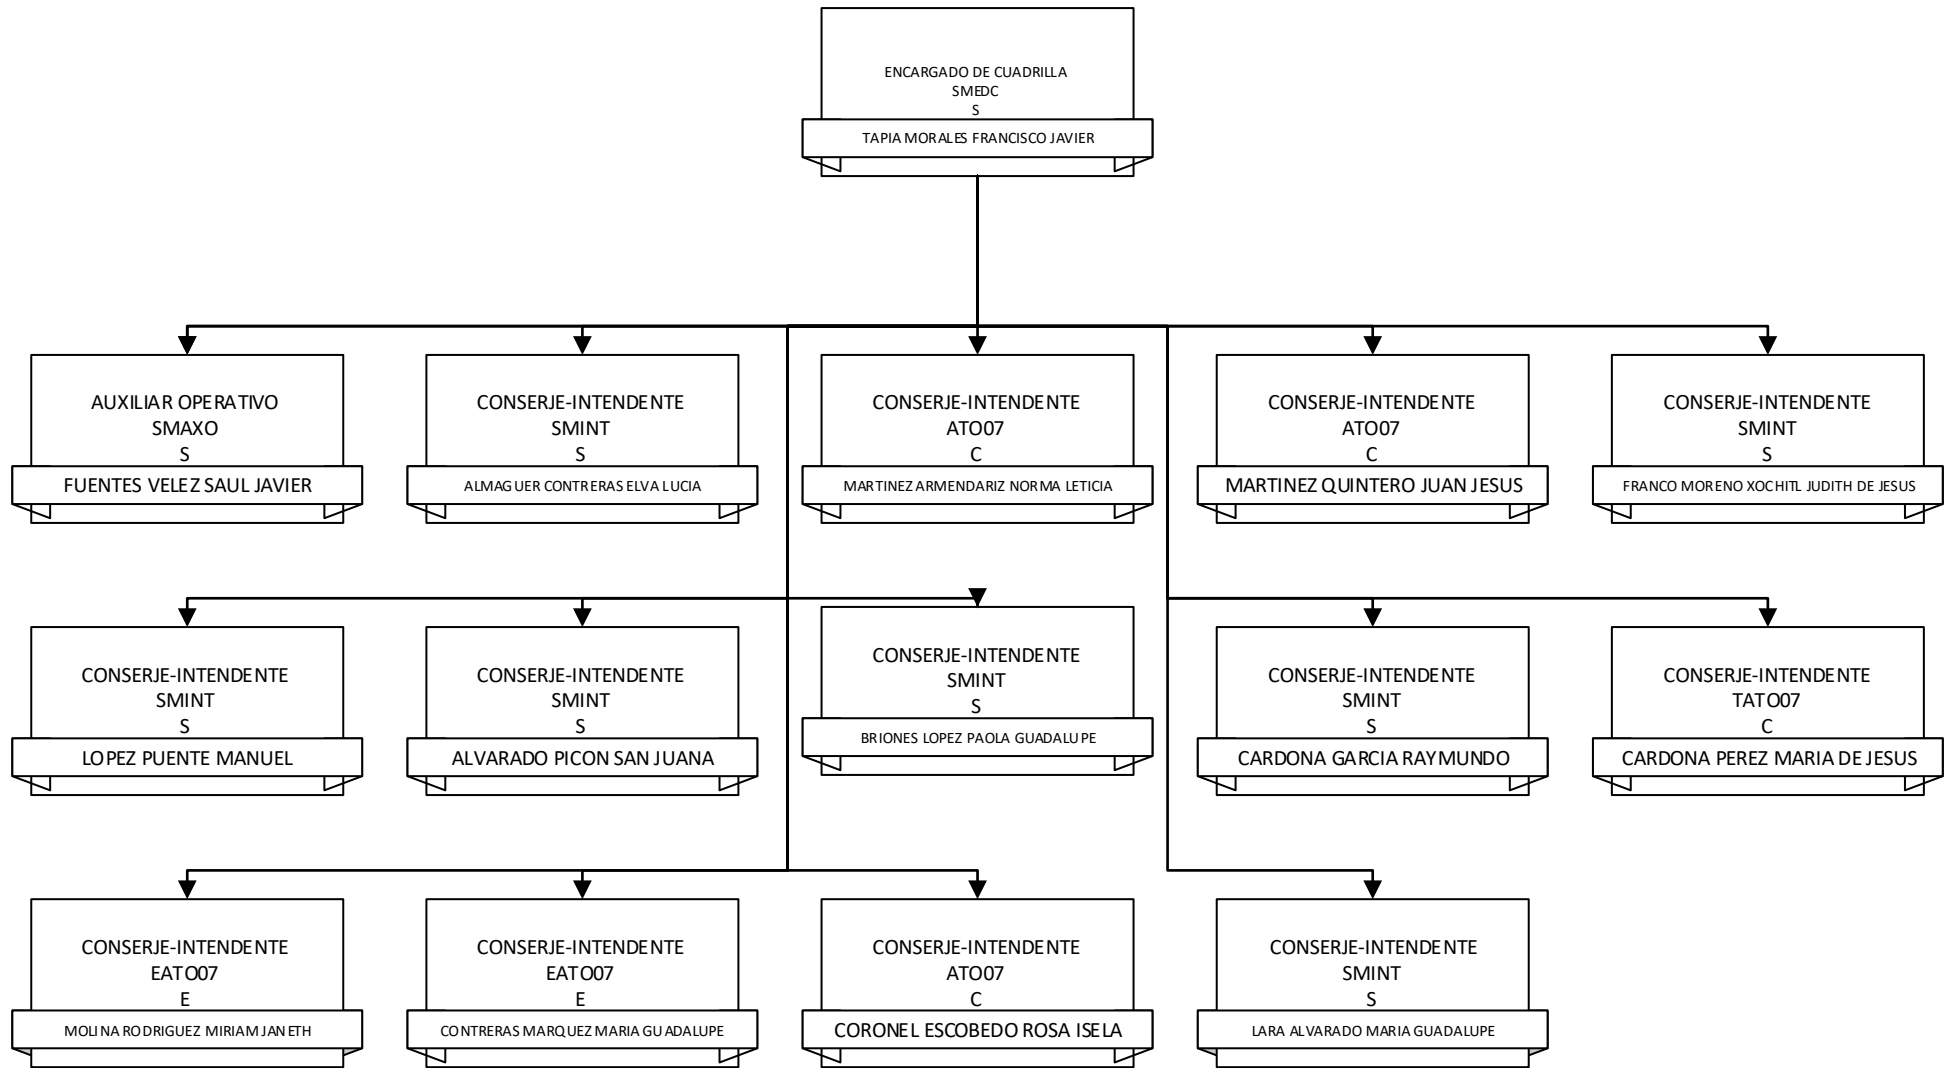 ENCARGADO DE CUADRILLA
SMEDC
S
TAPIA MORALES FRANCISCO JAVIER
AUXILIAR OPERATIVO
SMAXO
S
FUENTES VELEZ SAUL JAVIER
CONSERJE-INTENDENTE
SMINT
S
ALMAGUER CONTRERAS ELVA LUCIA
CONSERJE-INTENDENTE
ATO07
C
MARTINEZ ARMENDARIZ NORMA LETICIA
CONSERJE-INTENDENTE
ATO07
C
MARTINEZ QUINTERO JUAN JESUS
CONSERJE-INTENDENTE
SMINT
S
FRANCO MORENO XOCHITL JUDITH DE JESUS
CONSERJE-INTENDENTE
SMINT
S
LOPEZ PUENTE MANUEL
CONSERJE-INTENDENTE
SMINT
S
ALVARADO PICON SAN JUANA
CONSERJE-INTENDENTE
SMINT
S
BRIONES LOPEZ PAOLA GUADALUPE
CONSERJE-INTENDENTE
SMINT
S
CARDONA GARCIA RAYMUNDO
CONSERJE-INTENDENTE
TATO07
C
CARDONA PEREZ MARIA DE JESUS
CONSERJE-INTENDENTE
EATO07
E
MOLINA RODRIGUEZ MIRIAM JANETH
CONSERJE-INTENDENTE
EATO07
E
CONTRERAS MARQUEZ MARIA GUADALUPE
CONSERJE-INTENDENTE
ATO07
C
CORONEL ESCOBEDO ROSA ISELA
CONSERJE-INTENDENTE
SMINT
S
LARA ALVARADO MARIA GUADALUPE